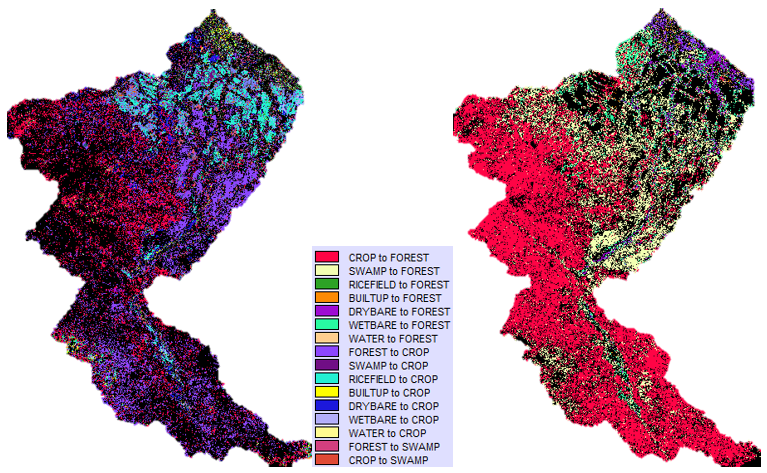 CROP to FOREST
SWAMP to FOREST
RICEFIELD to FOREST
BUILTUP to FOREST
DRYBARE to FOREST
WETBARE to FOREST
WATER to FOREST
FOREST to CROP
SWAMP to CROP
RICEFIELD to CROP
BUILTUP to CROP
DRYBARE to CROP
WETBARE to CROP
WATER to CROP
FOREST to SWAMP
CROP to SWAMP